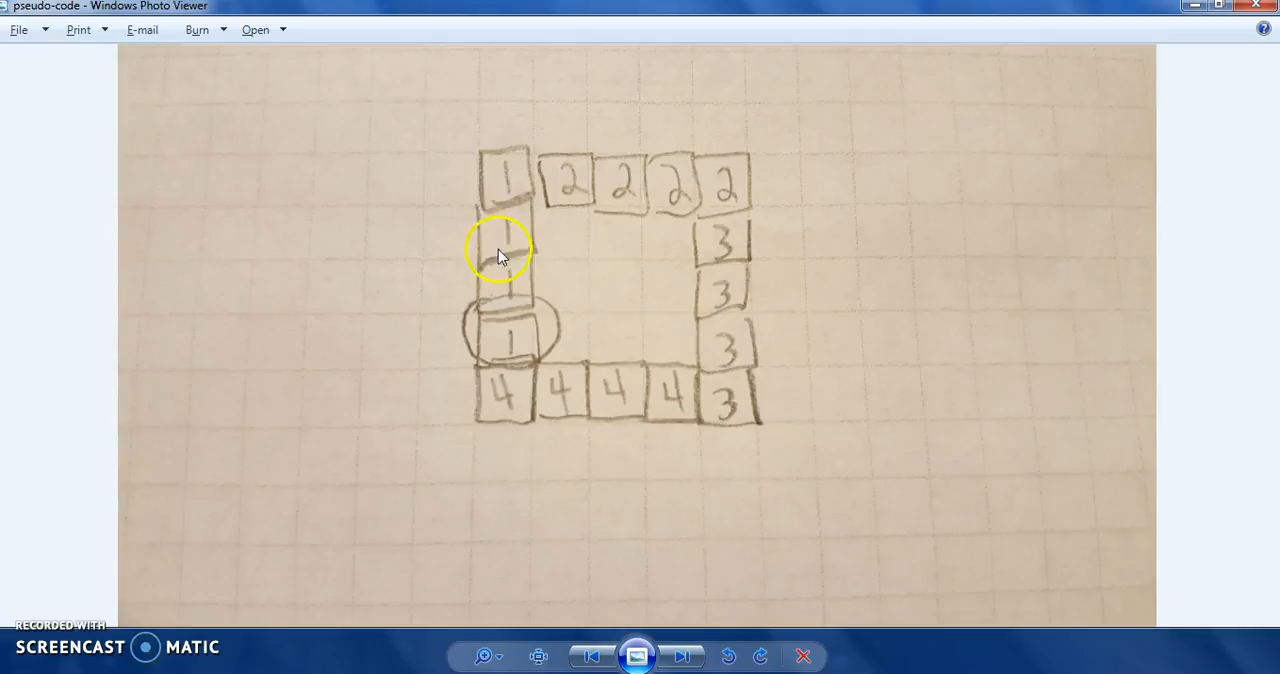 pseudo-code - Windows Photo Viewer
File Print E-mail Burn Open
1 2 2 2 2
1 3
1 3
1 3
4 4 4 4 3
RECORDED WITH
SCREENCAST MATIC